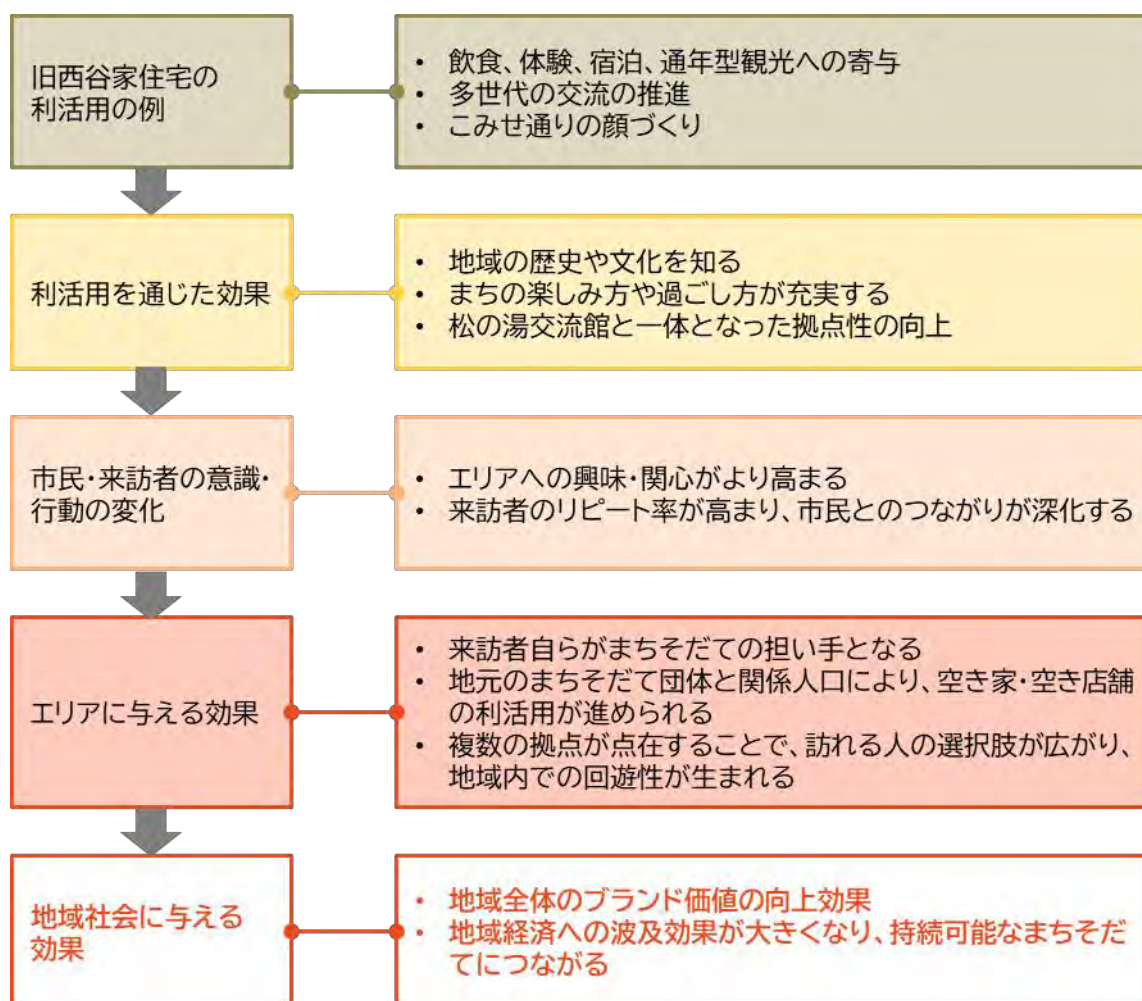 旧西谷家住宅の
利活用の例
• 飲食、体験、宿泊、通年型観光への寄与
• 多世代の交流の推進
• こみせ通りの顔づくり
利活用を通じた効果
• 地域の歴史や文化を知る
• まちの楽しみ方や過ごし方が充実する
• 松の湯交流館と一体となった拠点性の向上
市民・来訪者の意識・
行動の変化
• エリアへの興味・関心がより高まる
• 来訪者のリピート率が高まり、市民とのつながりが深化する
エリアに与える効果
• 来訪者自らがまちそだての担い手となる
• 地元のまちそだて団体と関係人口により、空き家・空き店舗
の利活用が進められる
• 複数の拠点が点在することで、訪れる人の選択肢が広がり、
地域内での回遊性が生まれる
地域社会に与える
効果
• 地域全体のブランド価値の向上効果
• 地域経済への波及効果が大きくなり、持続可能なまちそだ
てにつながる